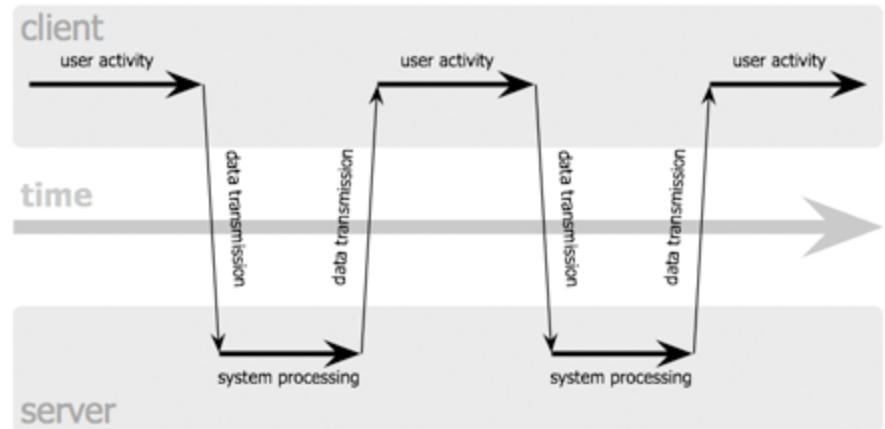 client
user activity
user activity
user activity
data transmission
data transmission
data transmission
data transmission
time
system processing
system processing
server